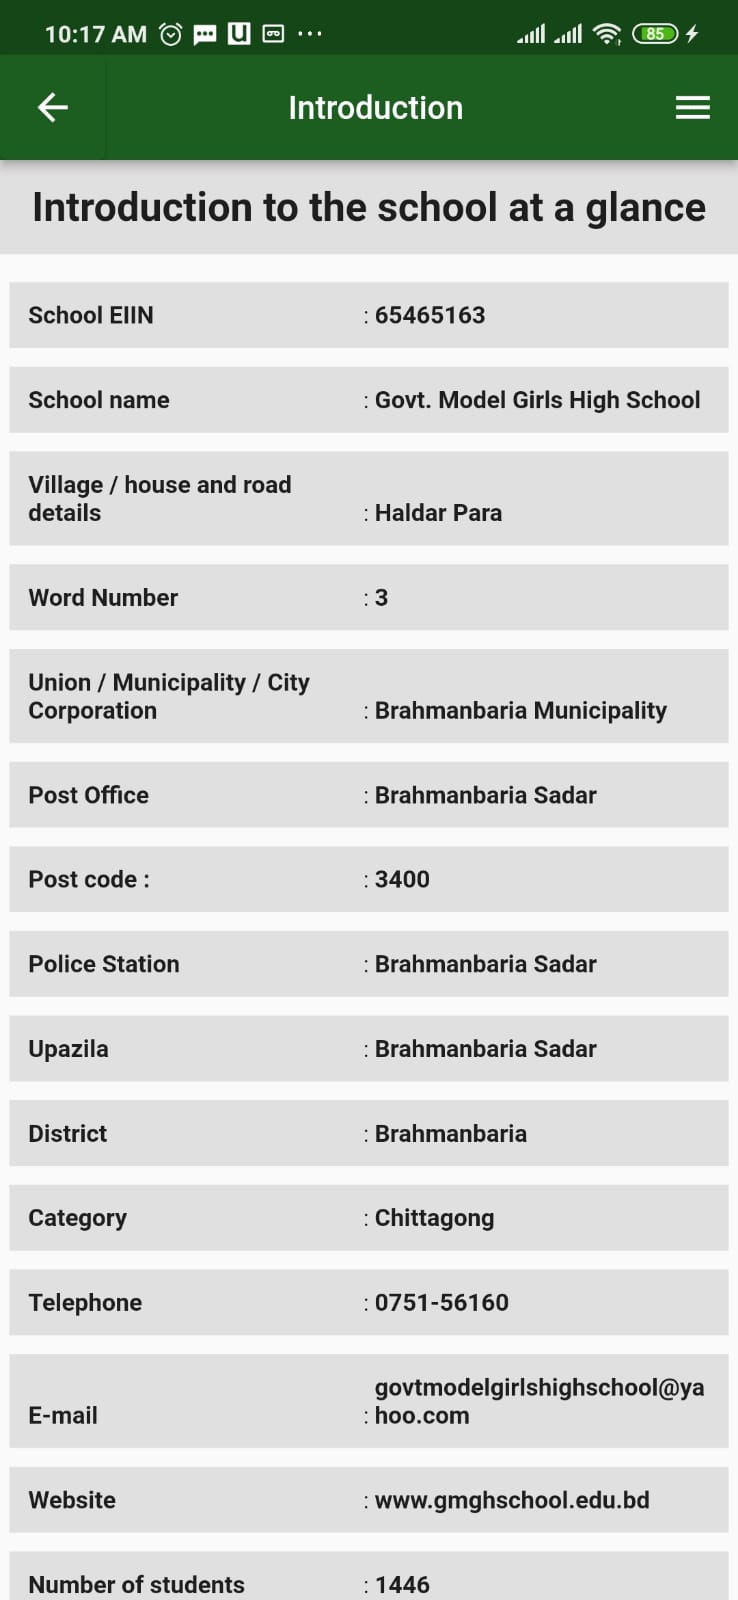 10:17 AM
85
Introduction
Introduction to the school at a glance
School EIIN : 65465163
School name : Govt. Model Girls High School
Village / house and road
details : Haldar Para
Word Number : 3
Union / Municipality / City
Corporation : Brahmanbaria Municipality
Post Office : Brahmanbaria Sadar
Post code : : 3400
Police Station : Brahmanbaria Sadar
Upazila : Brahmanbaria Sadar
District : Brahmanbaria
Category : Chittagong
Telephone : 0751-56160
govtmodelgirlshighschool@ya
E-mail : hoo.com
Website : www.gmghschool.edu.bd
Number of students : 1446